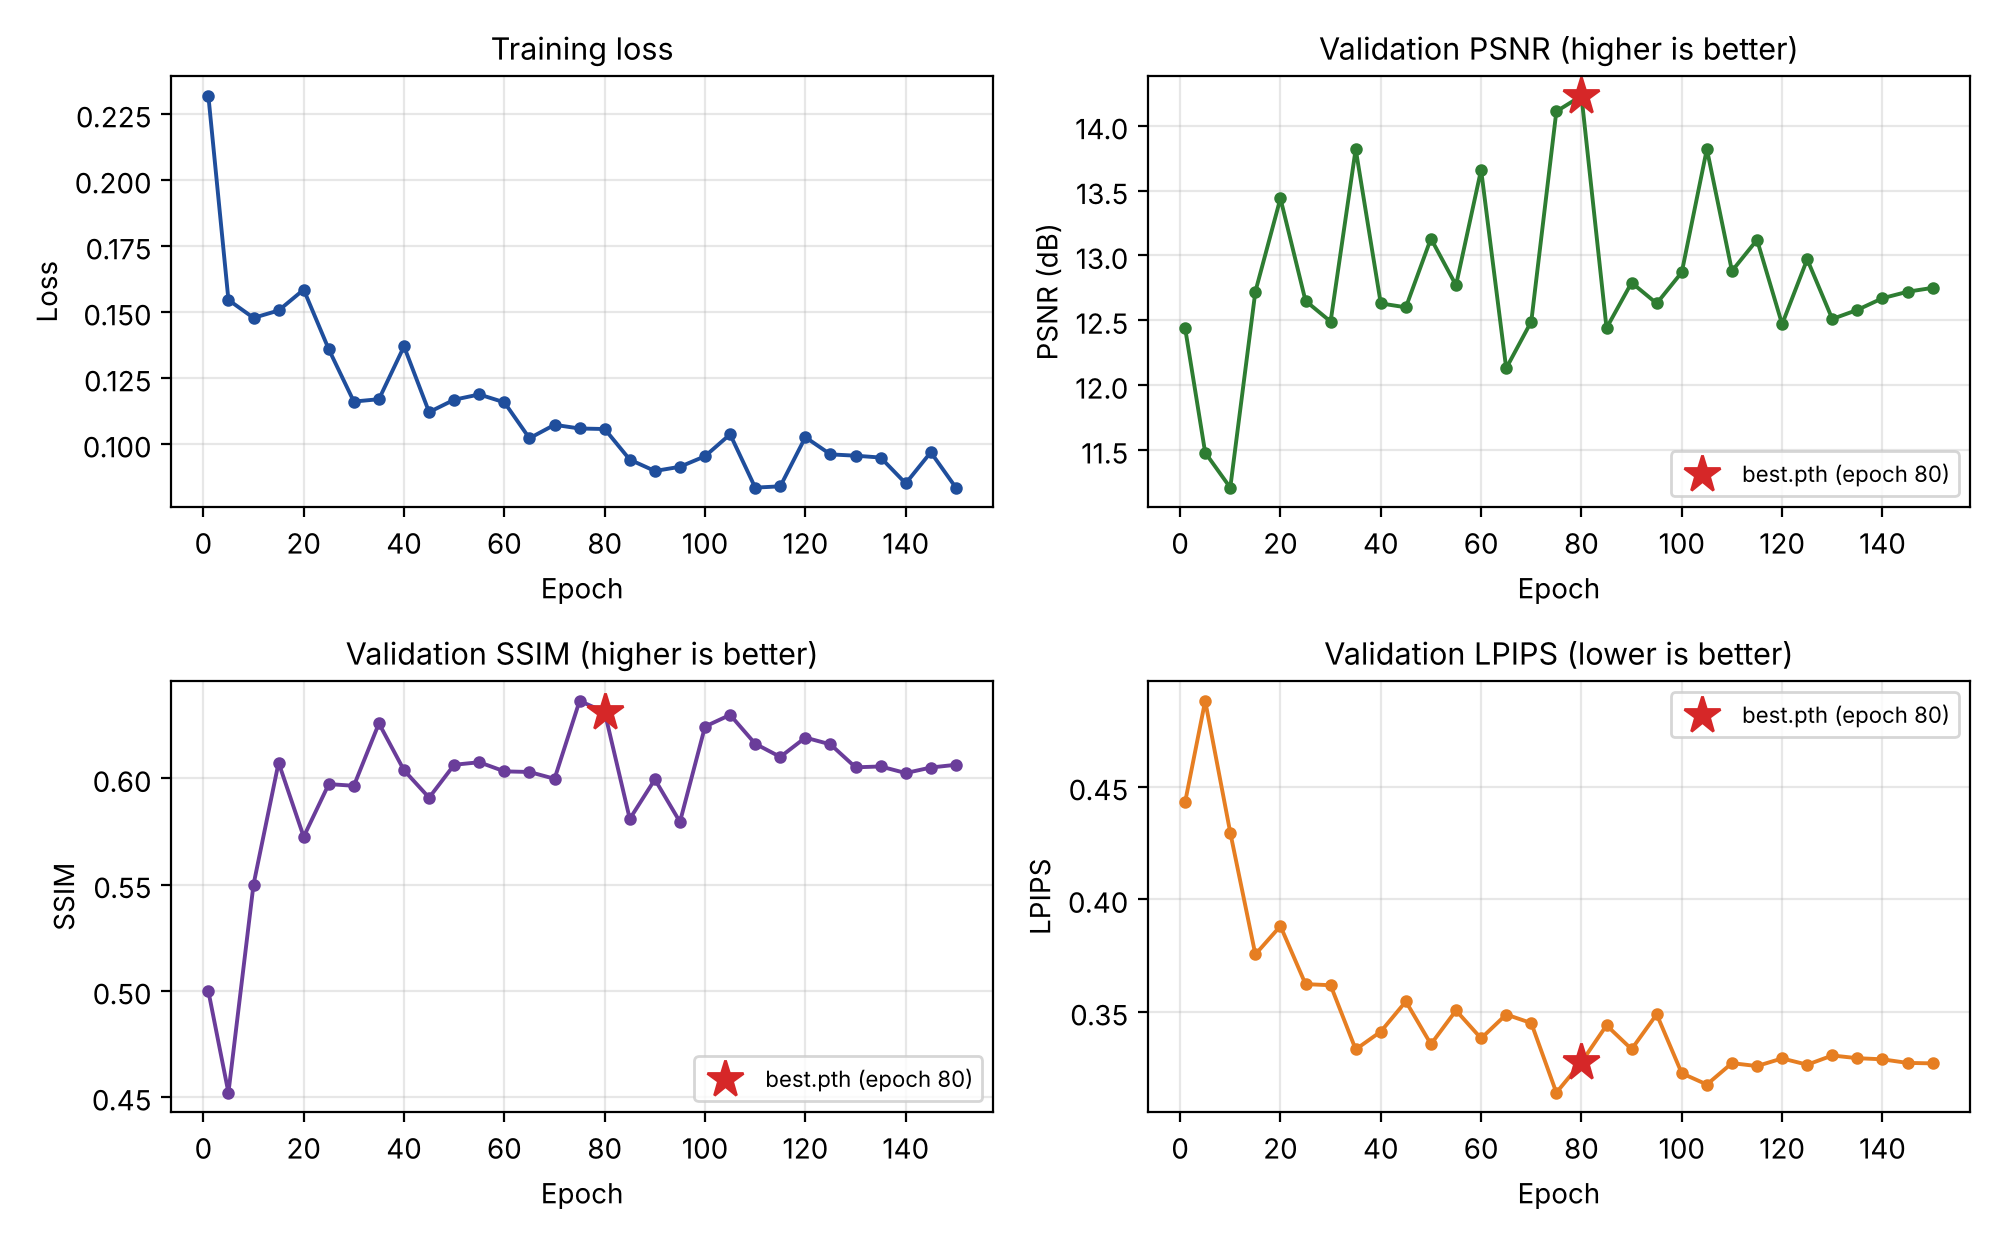 Training loss
0.225
0.200
0.175
0.150
0.125
0.100
Loss
0 20 40 60 80 100 120 140
Epoch
Validation PSNR (higher is better)
14.0
13.5
13.0
12.5
12.0
11.5
PSNR (dB)
best.pth (epoch 80)
0 20 40 60 80 100 120 140
Epoch
Validation SSIM (higher is better)
0.60
0.55
0.50
0.45
SSIM
best.pth (epoch 80)
0 20 40 60 80 100 120 140
Epoch
Validation LPIPS (lower is better)
best.pth (epoch 80)
0.45
0.40
0.35
LPIPS
0 20 40 60 80 100 120 140
Epoch